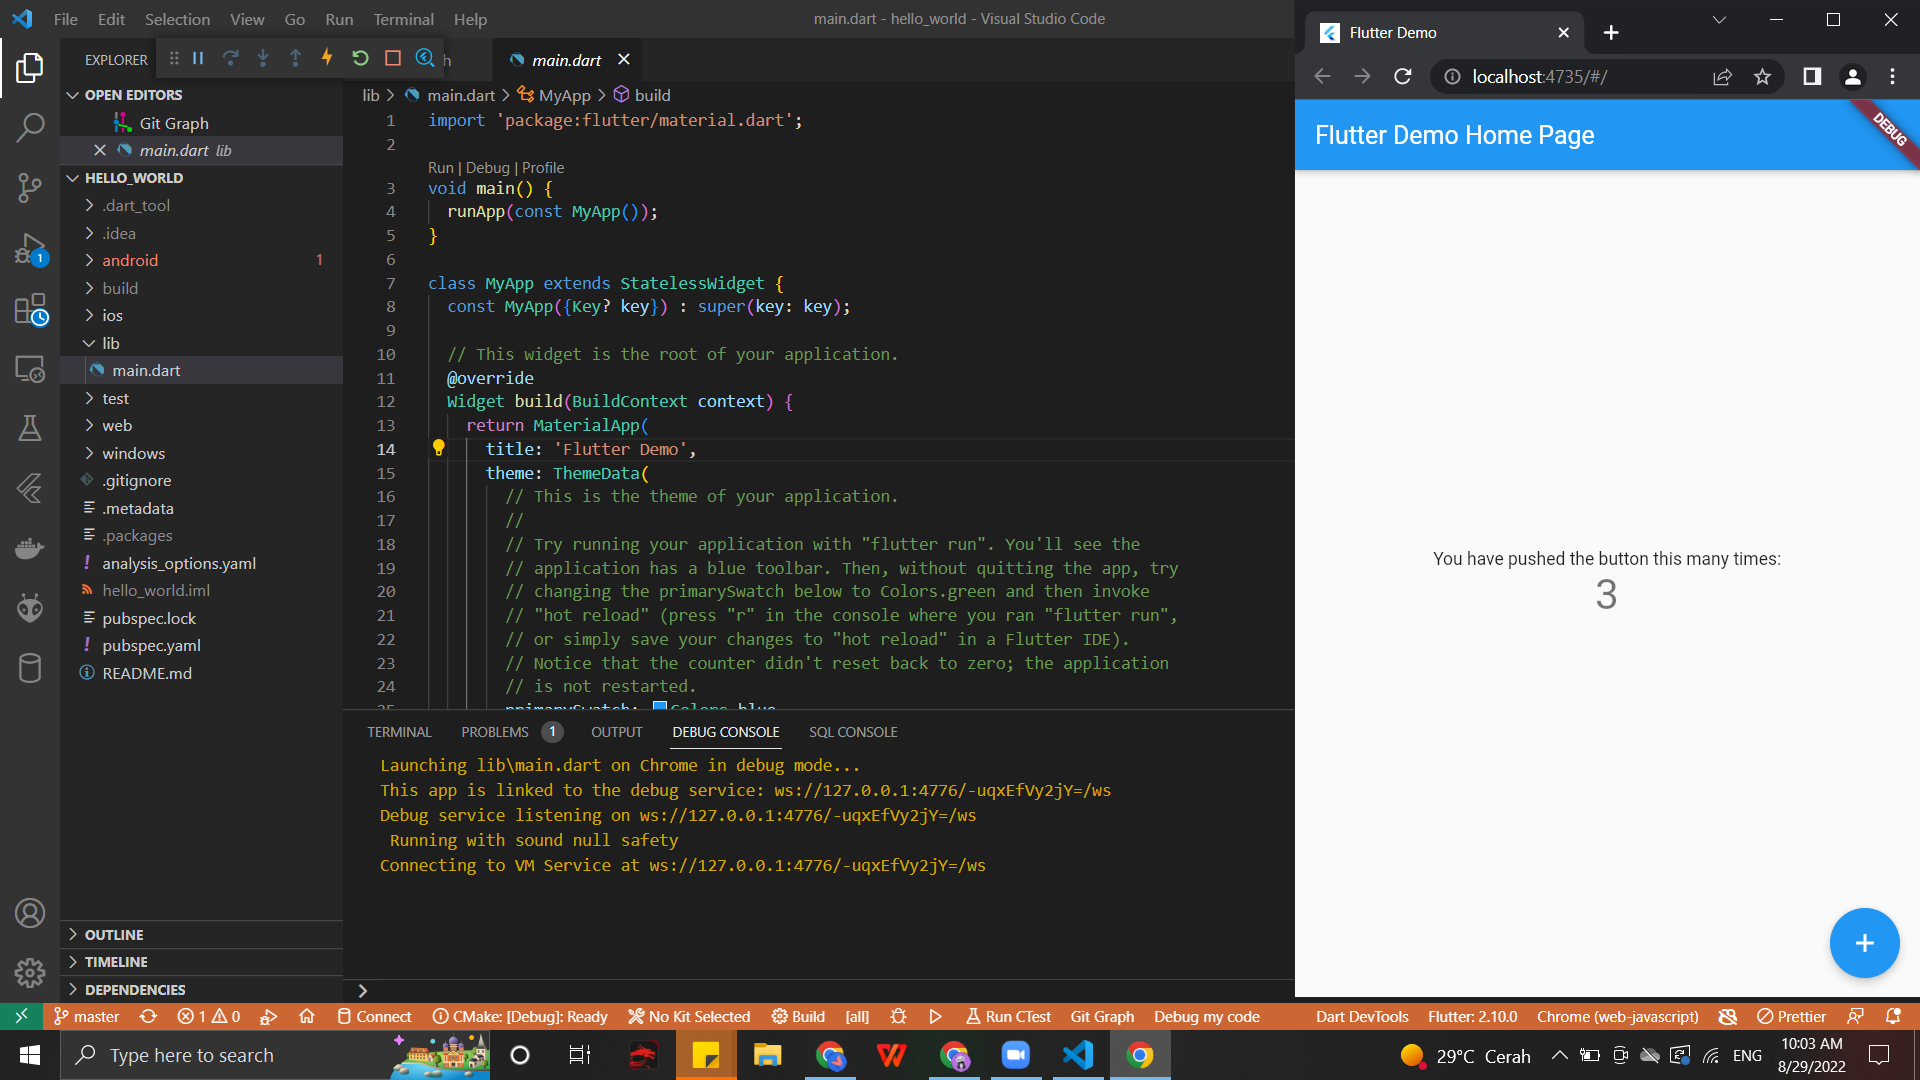 File Edit Selection View Go Run Terminal Help
main.dart - hello_world - Visual Studio Code
EXPLORER
OPEN EDITORS
Git Graph
main.dart lib
HELLO_WORLD
.dart_tool
.idea
android 1
build
ios
lib
main.dart
test
web
windows
.gitignore
.metadata
.packages
analysis_options.yaml
hello_world.iml
pubspec.lock
pubspec.yaml
README.md
OUTLINE
TIMELINE
DEPENDENCIES
1
h
main.dart
lib > main.dart > MyApp > build
1 import 'package:flutter/material.dart';
2
Run | Debug | Profile
3 void main() {
4 runApp(const MyApp());
5 }
6
7 class MyApp extends StatelessWidget {
8 const MyApp({Key? key}) : super(key: key);
9
10 // This widget is the root of your application.
11 @override
12 Widget build(BuildContext context) {
13 return MaterialApp(
14 title: 'Flutter Demo',
15 theme: ThemeData(
16 // This is the theme of your application.
17 //
18 // Try running your application with "flutter run". You'll see the
19 // application has a blue toolbar. Then, without quitting the app, try
20 // changing the primarySwatch below to Colors.green and then invoke
21 // "hot reload" (press "r" in the console where you ran "flutter run",
22 // or simply save your changes to "hot reload" in a Flutter IDE).
23 // Notice that the counter didn't reset back to zero; the application
24 // is not restarted.
25 primarySwatch: Colors.blue
TERMINAL PROBLEMS 1 OUTPUT DEBUG CONSOLE SQL CONSOLE
Launching lib\main.dart on Chrome in debug mode...
This app is linked to the debug service: ws://127.0.0.1:4776/-uqxEfVy2jY=/ws
Debug service listening on ws://127.0.0.1:4776/-uqxEfVy2jY=/ws
Running with sound null safety
Connecting to VM Service at ws://127.0.0.1:4776/-uqxEfVy2jY=/ws
Flutter Demo
localhost:4735/#/
Flutter Demo Home Page
DEBUG
You have pushed the button this many times:
3
master 1 0 Connect CMake: [Debug]: Ready No Kit Selected Build [all] Run CTest Git Graph Debug my code Dart DevTools Flutter: 2.10.0 Chrome (web-javascript) Prettier
Type here to search
29°C Cerah
ENG
10:03 AM
8/29/2022